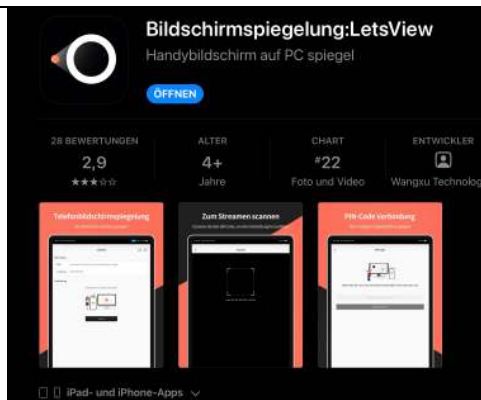 Bildschirmspiegelung:LetsView
Handybildschirm auf PC spiegel
ÖFFNEN
28 BEWERTUNGEN
2,9
ALTER
4+
Jahre
CHART
#22
Foto und Video
ENTWICKLER
Wangxu Technolog
Telefonbildschirmspiegelung
Zum Streamen scannen
PIN-Code Verbindung
iPad- und iPhone-Apps